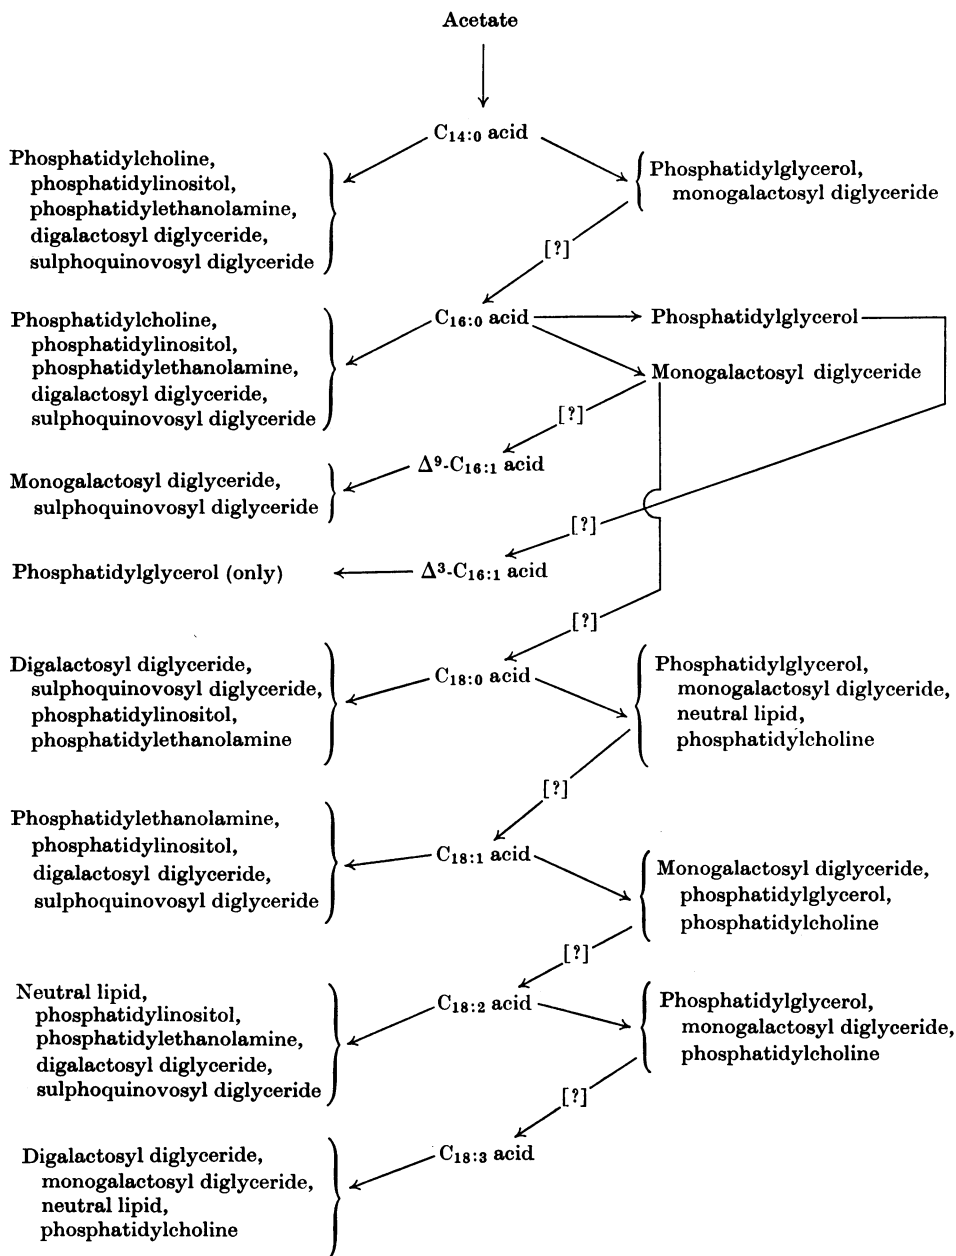 Acetate
C14:0 acid
Phosphatidylcholine,
phosphatidylinositol,
phosphatidylethanolamine,
digalactosyl diglyceride,
sulphoquinovosyl diglyceride
Phosphatidylglycerol,
monogalactosyl diglyceride
[?]
C16:0 acid
Phosphatidylcholine,
phosphatidylinositol,
phosphatidylethanolamine,
digalactosyl diglyceride,
sulphoquinovosyl diglyceride
Phosphatidylglycerol
Monogalactosyl diglyceride
[?]
Δ9-C16:1 acid
Monogalactosyl diglyceride,
sulphoquinovosyl diglyceride
[?]
Δ3-C16:1 acid
Phosphatidylglycerol (only)
[?]
C18:0 acid
Digalactosyl diglyceride,
sulphoquinovosyl diglyceride,
phosphatidylinositol,
phosphatidylethanolamine
Phosphatidylglycerol,
monogalactosyl diglyceride,
neutral lipid,
phosphatidylcholine
[?]
C18:1 acid
Phosphatidylethanolamine,
phosphatidylinositol,
digalactosyl diglyceride,
sulphoquinovosyl diglyceride
Monogalactosyl diglyceride,
phosphatidylglycerol,
phosphatidylcholine
[?]
C18:2 acid
Neutral lipid,
phosphatidylinositol,
phosphatidylethanolamine,
digalactosyl diglyceride,
sulphoquinovosyl diglyceride
Phosphatidylglycerol,
monogalactosyl diglyceride,
phosphatidylcholine
[?]
C18:3 acid
Digalactosyl diglyceride,
monogalactosyl diglyceride,
neutral lipid,
phosphatidylcholine